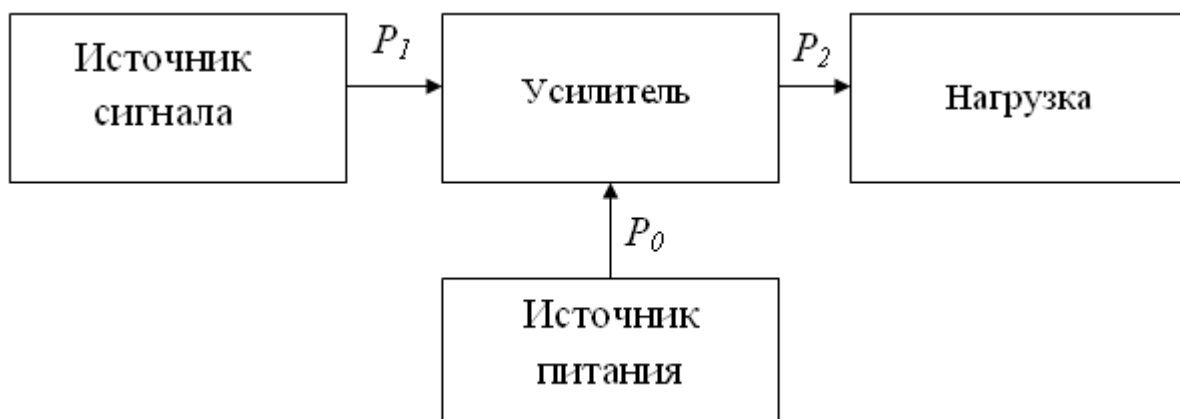 Источник
сигнала
P₁
Усилитель
P₂
Нагрузка
P₀
Источник
питания